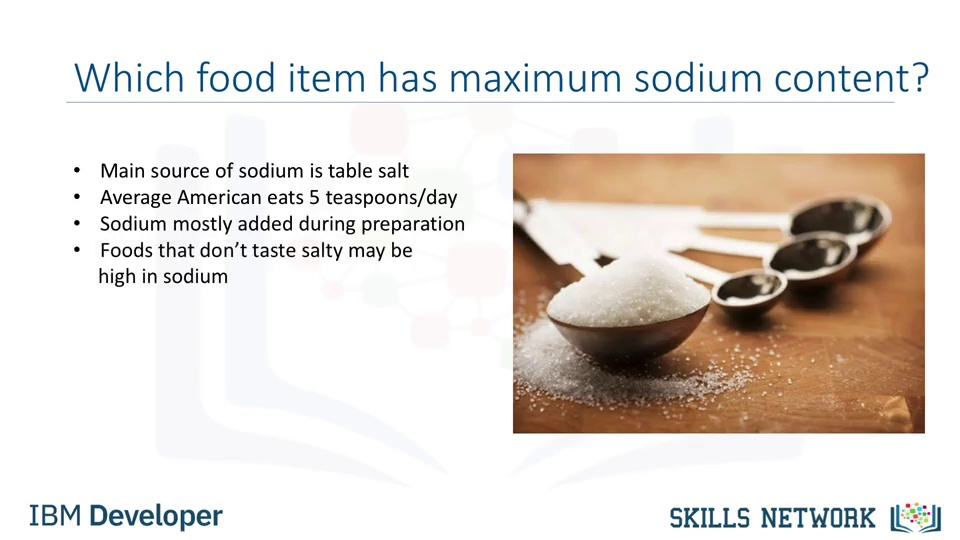 Which food item has maximum sodium content?
• Main source of sodium is table salt
• Average American eats 5 teaspoons/day
• Sodium mostly added during preparation
• Foods that don’t taste salty may be
high in sodium
IBM Developer
SKILLS NETWORK